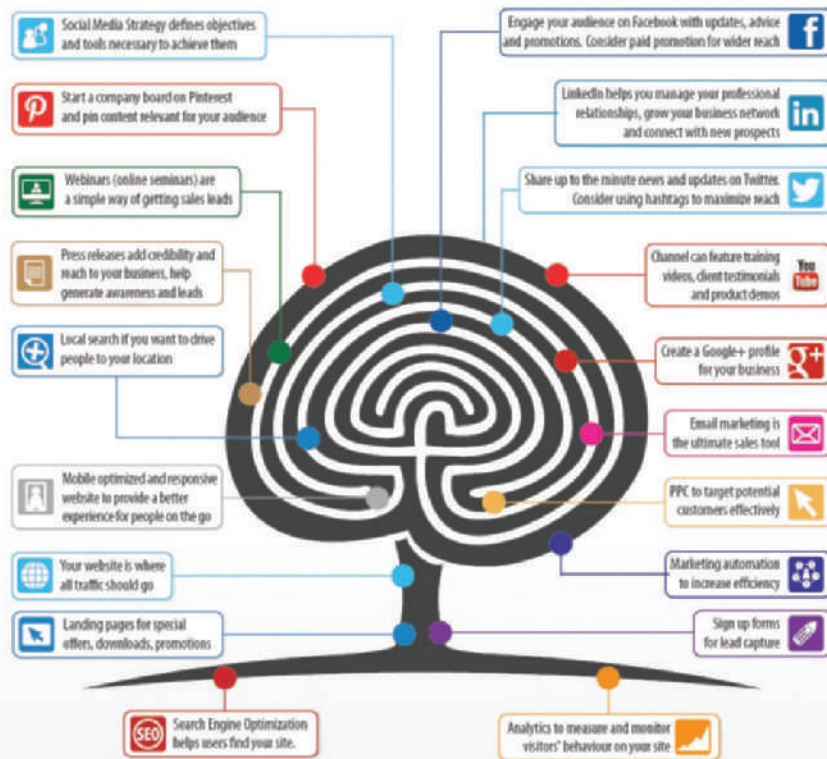 Social Media Strategy defines objectives
and tools necessary to achieve them
Start a company board on Pinterest
and pin content relevant for your audience
Webinars (online seminars) are
a simple way of getting sales leads
Press releases add credibility and
reach to your business, help
generate awareness and leads
Local search if you want to drive
people to your location
Mobile optimized and responsive
website to provide a better
experience for people on the go
Your website is where
all traffic should go
Landing pages for special
offers, downloads, promotions
SEO
Search Engine Optimization
helps users find your site.
Engage your audience on Facebook with updates, advice
and promotions. Consider paid promotion for wider reach
f
LinkedIn helps you manage your professional
relationships, grow your business network
and connect with new prospects
in
Share up to the minute news and updates on Twitter.
Consider using hashtags to maximize reach
Channel can feature training
videos, client testimonials
and product demos
You
Tube
Create a Google+ profile
for your business
g+
Email marketing is
the ultimate sales tool
PPC to target potential
customers effectively
Marketing automation
to increase efficiency
Sign up forms
for lead capture
Analytics to measure and monitor
visitors' behaviour on your site